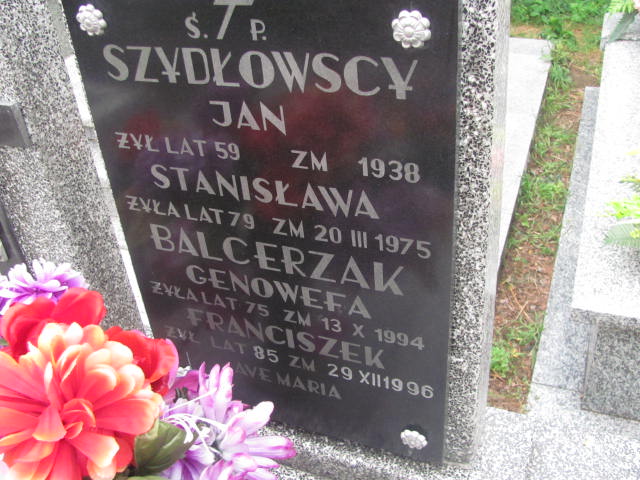 Ś. † P.
SZYDŁOWSCY
JAN
ŻYŁ LAT 59 ZM 1938
STANISŁAWA
ŻYŁA LAT 79 ZM 20 III 1975
BALCERZAK
GENOWEFA
ŻYŁA LAT 75 ZM 13 X 1994
FRANCISZEK
ŻYŁ LAT 85 ZM 29 XII 1996
AVE MARIA